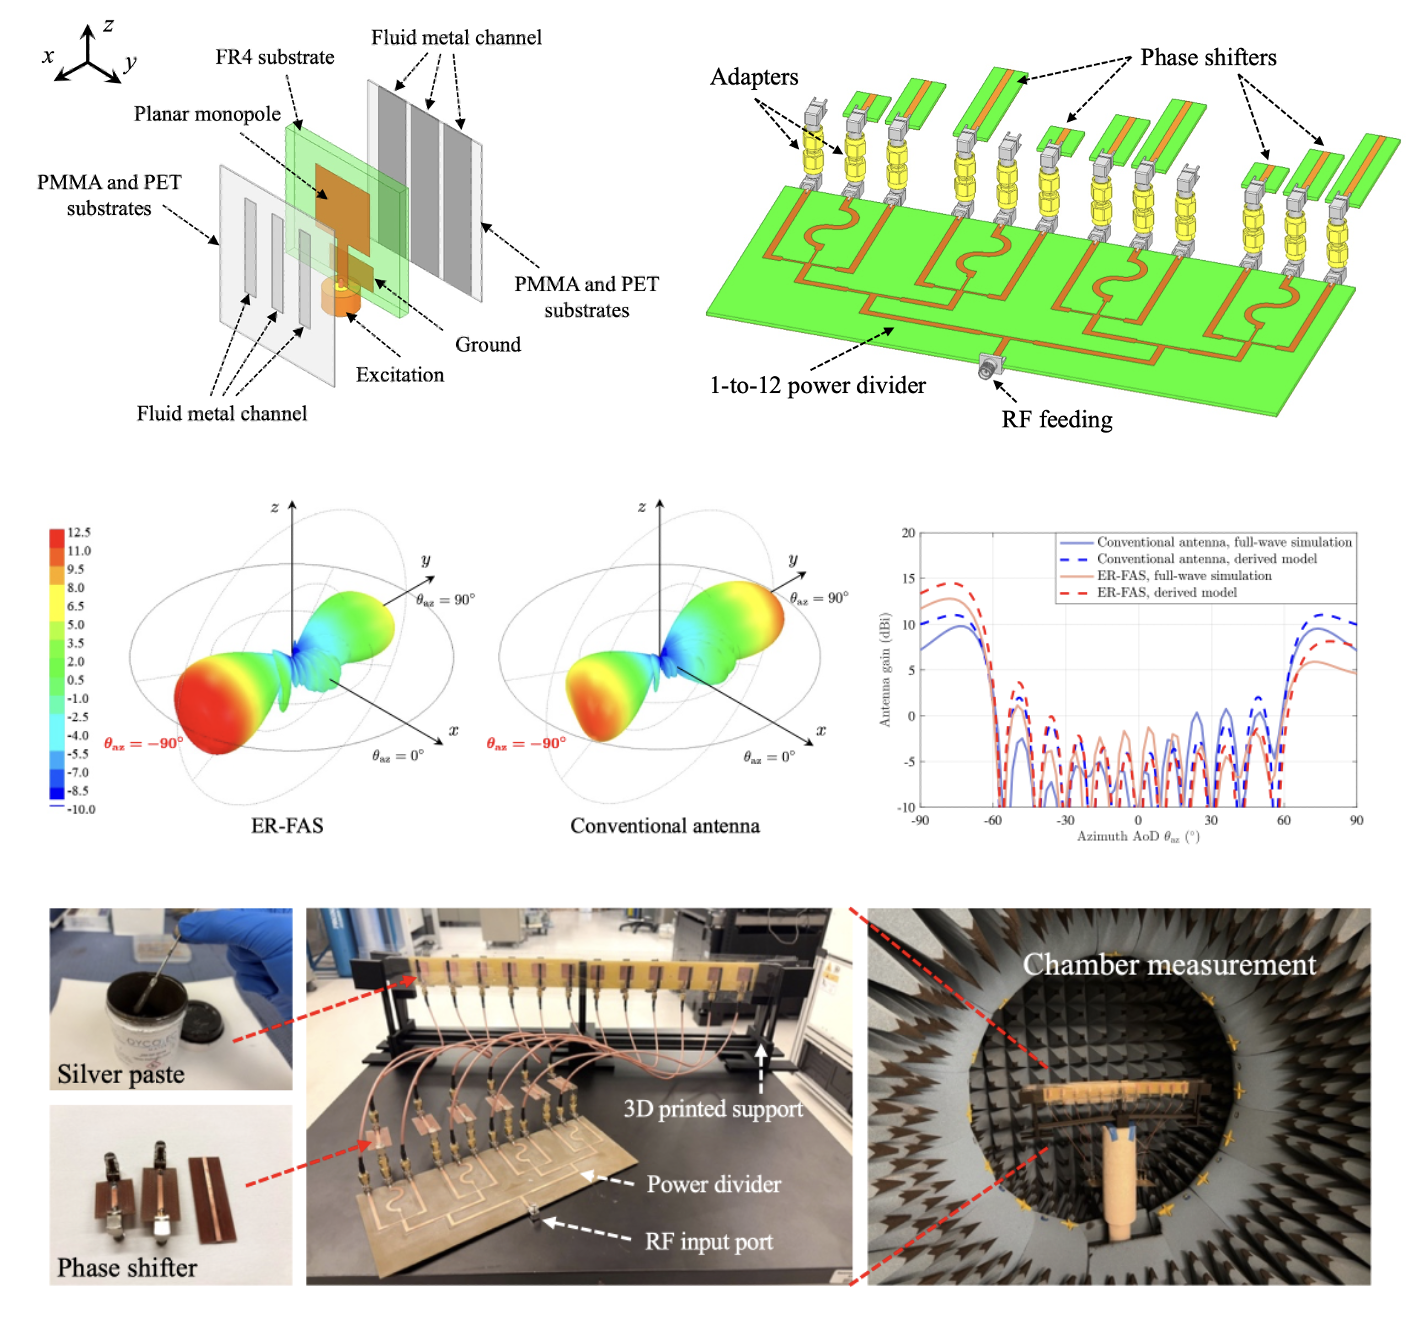 z
x
y
FR4 substrate
Fluid metal channel
Planar monopole
PMMA and PET
substrates
PMMA and PET
substrates
Ground
Excitation
Fluid metal channel
Adapters
Phase shifters
1-to-12 power divider
RF feeding
12.5
11.0
9.5
8.0
6.5
5.0
3.5
2.0
0.5
-1.0
-2.5
-4.0
-5.5
-7.0
-8.5
-10.0
z
y
θaz = 90°
x
θaz = −90°
θaz = 0°
ER-FAS
z
y
θaz = 90°
x
θaz = −90°
θaz = 0°
Conventional antenna
20
15
10
5
0
-5
-10
Antenna gain (dBi)
Conventional antenna, full-wave simulation
Conventional antenna, derived model
ER-FAS, full-wave simulation
ER-FAS, derived model
-90
-60
-30
0
30
60
90
Azimuth AoD θaz (°)
Silver paste
Phase shifter
3D printed support
Power divider
RF input port
Chamber measurement